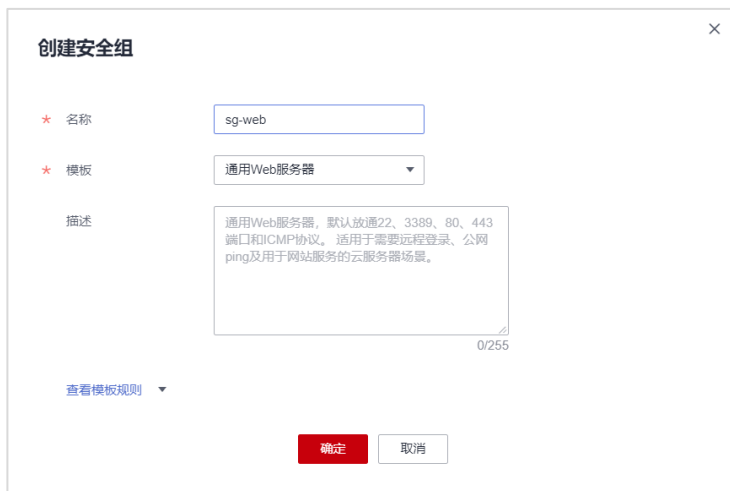 创建安全组
* 名称 sg-web
* 模板 通用Web服务器
描述 通用Web服务器，默认放通22、3389、80、443
端口和ICMP协议。 适用于需要远程登录、公网
ping及用于网站服务的云服务器场景。
0/255
查看模板规则
确定 取消